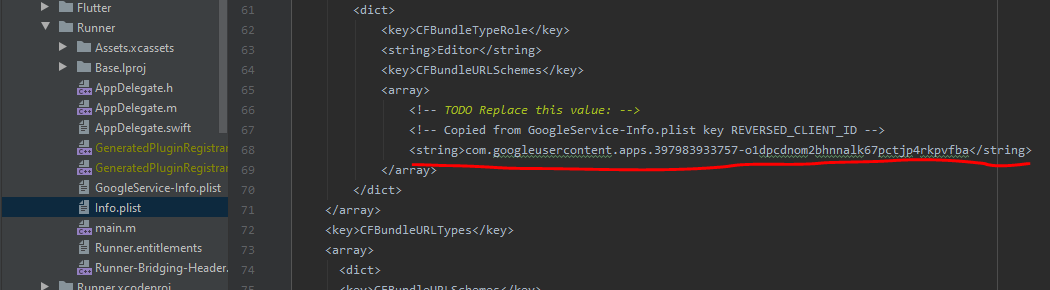 Flutter
Runner
Assets.xcassets
Base.lproj
AppDelegate.h
AppDelegate.m
AppDelegate.swift
GeneratedPluginRegistran
GeneratedPluginRegistran
GoogleService-Info.plist
Info.plist
main.m
Runner.entitlements
Runner-Bridging-Header.
Runner.xcodeproj
61 <dict>
62 <key>CFBundleTypeRole</key>
63 <string>Editor</string>
64 <key>CFBundleURLSchemes</key>
65 <array>
66 <!-- TODO Replace this value: -->
67 <!-- Copied from GoogleService-Info.plist key REVERSED_CLIENT_ID -->
68 <string>com.googleusercontent.apps.397983933757-o1dpcdnom2bhnnalk67pctjp4rkpvfba</string>
69 </array>
70 </dict>
71 </array>
72 <key>CFBundleURLTypes</key>
73 <array>
74 <dict>
75 <key>CFBundleURLSchemes</key>